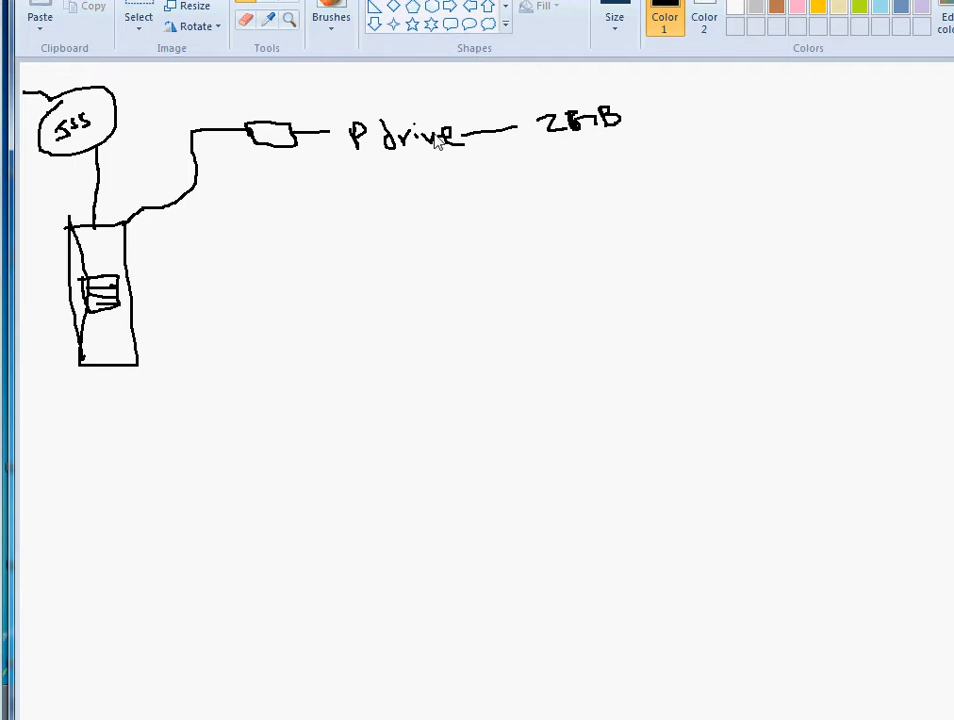 Paste
Copy
Select
Resize
Rotate
Brushes
Fill
Size
Color 1
Color 2
Clipboard
Image
Tools
Shapes
Colors
P drive